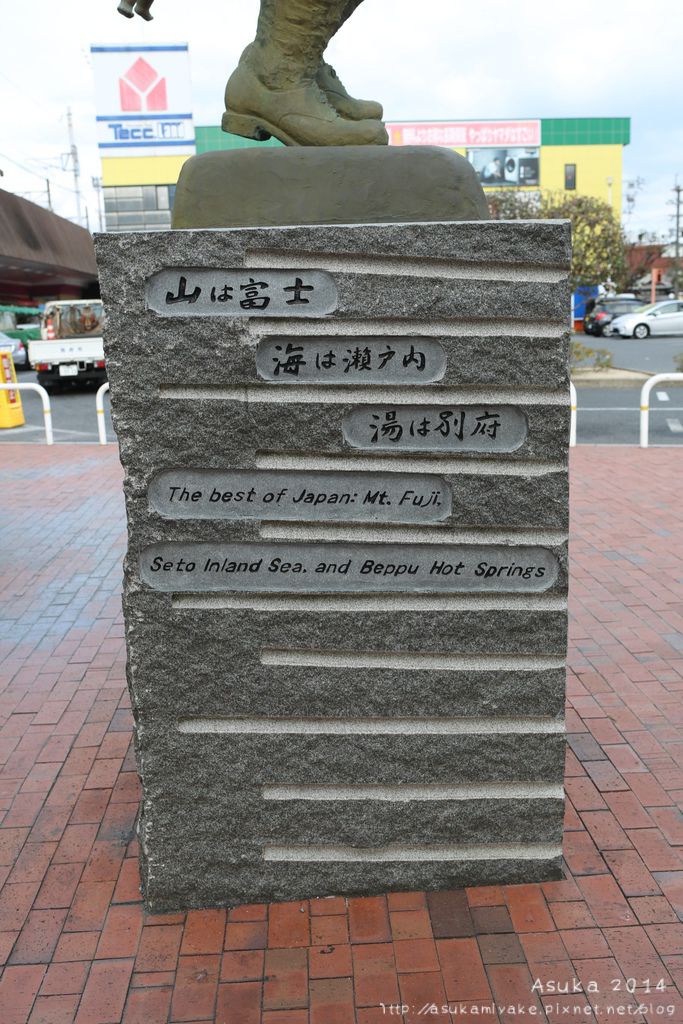 Tecc
山は富士
海は瀬戸内
湯は別府
The best of Japan: Mt. Fuji,
Seto Inland Sea, and Beppu Hot Springs
Asuka 2014
http://asukamiyake.pixnet.net/blog